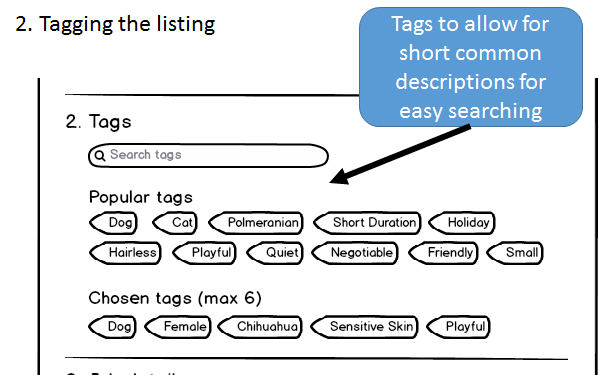 2. Tagging the listing
Tags to allow for
short common
descriptions for
easy searching
2. Tags
Search tags
Popular tags
Dog Cat Polmeranian Short Duration Holiday
Hairless Playful Quiet Negotiable Friendly Small
Chosen tags (max 6)
Dog Female Chihuahua Sensitive Skin Playful